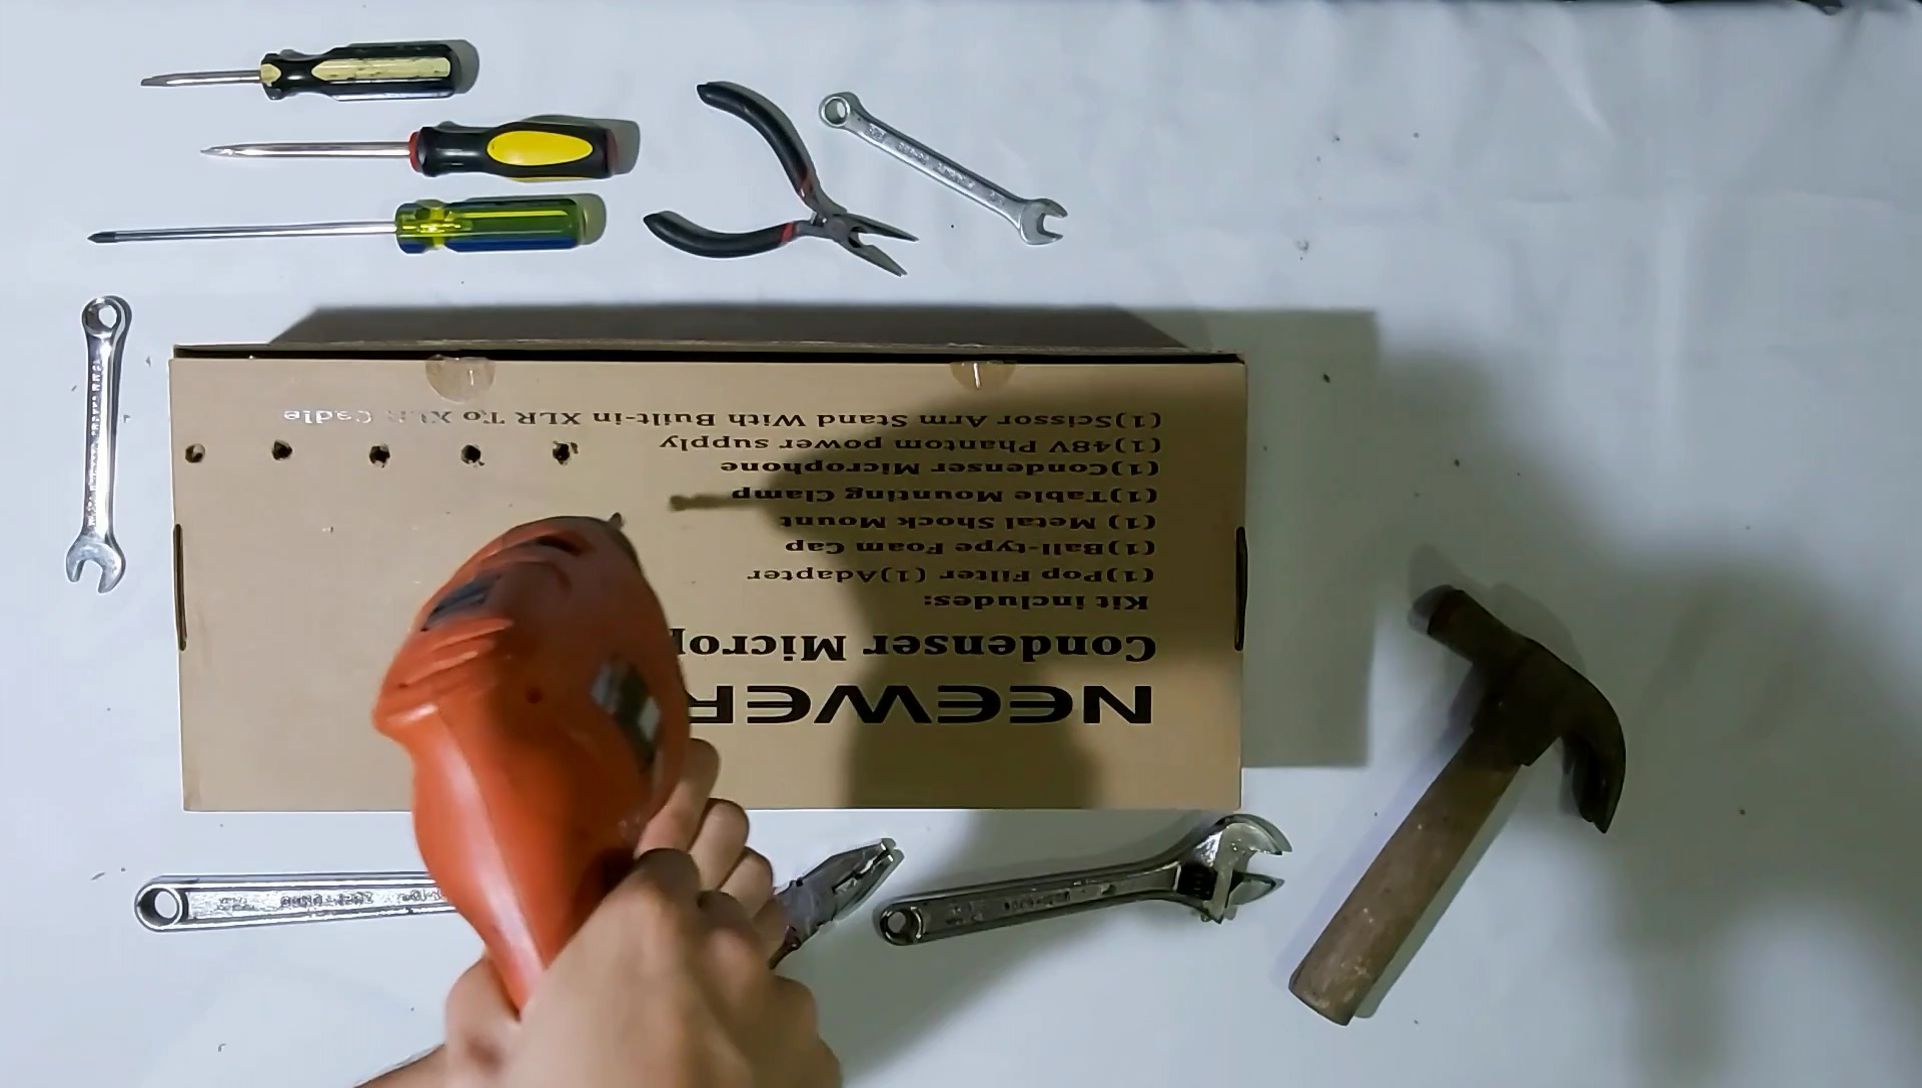 NEEWER
Condenser Microp
Kit includes:
(1)Pop Filter (1)Adapter
(1)Ball-type Foam Cap
(1) Metal Shock Mount
(1)Table Mounting Clamp
(1)Condenser Microphone
(1)48V Phantom power supply
(1)Scissor Arm Stand With Built-in XLR To XLR Cable